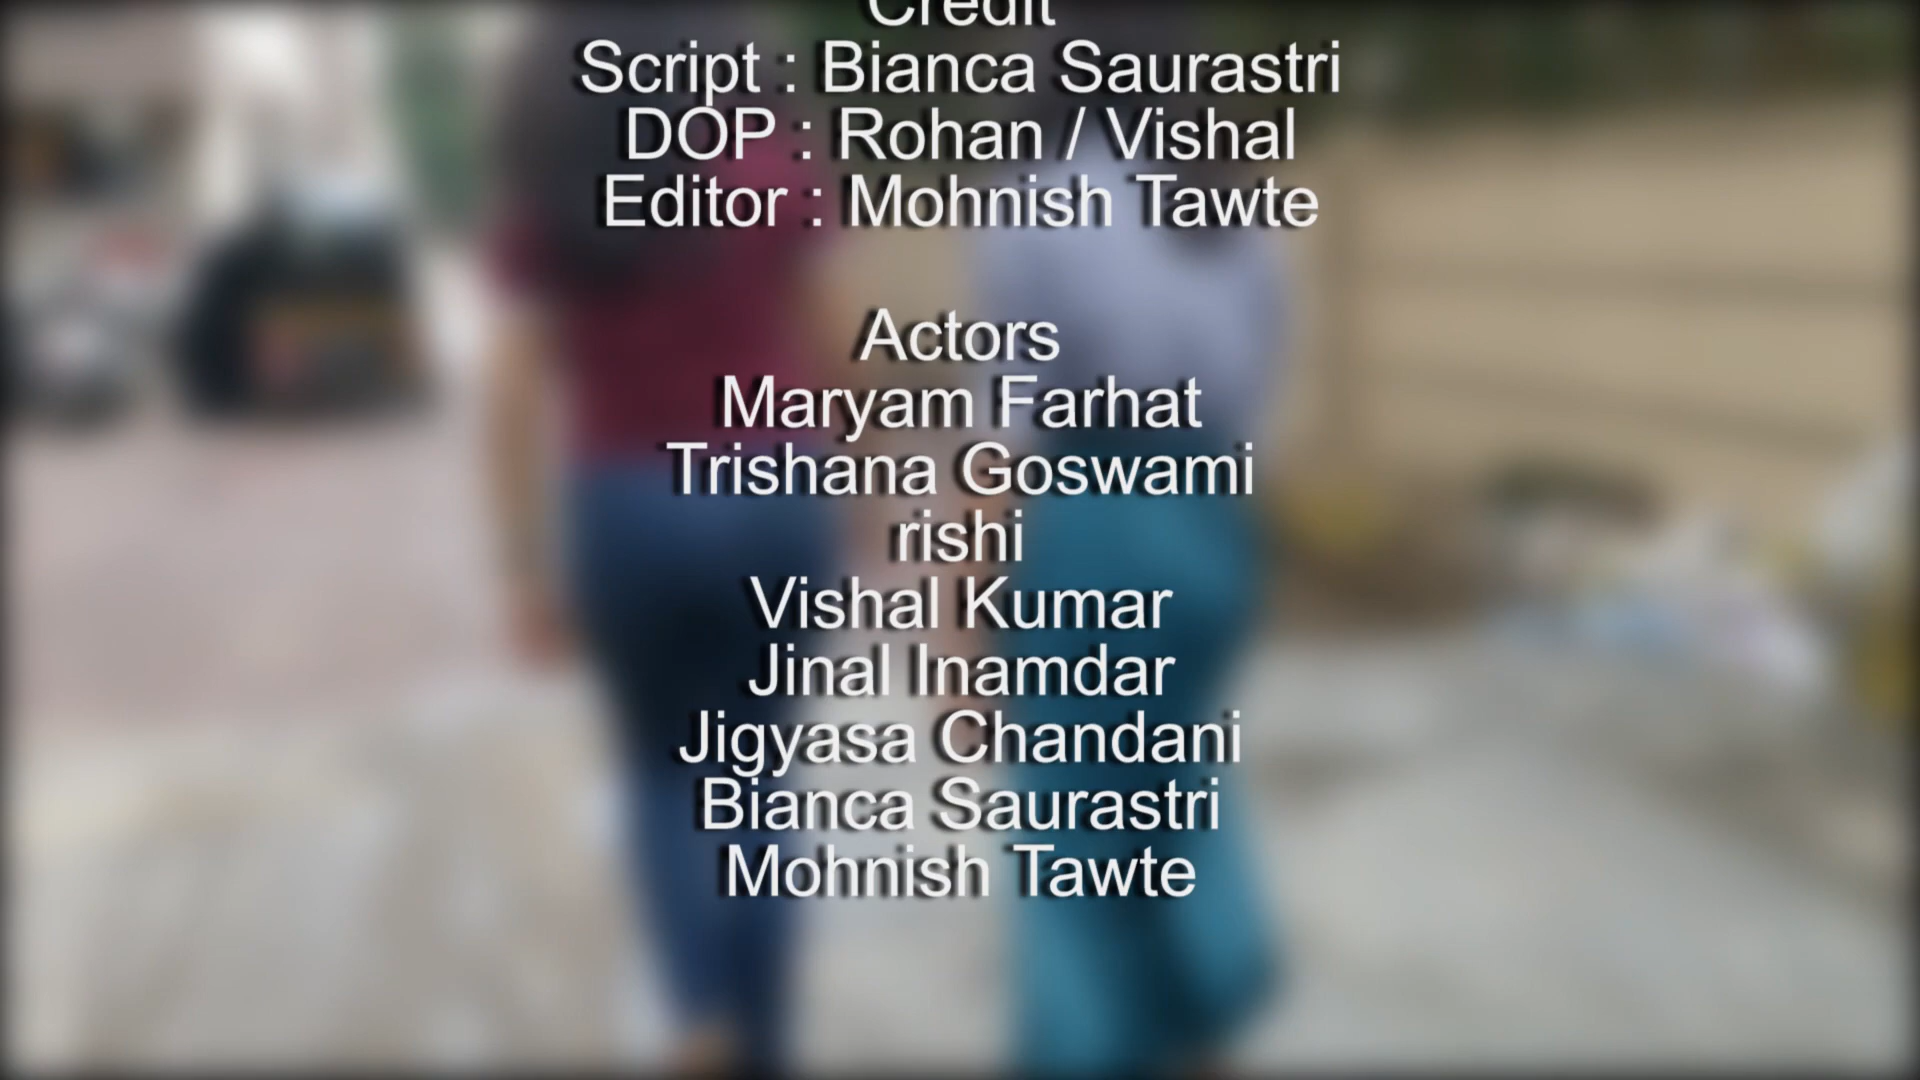 Credit
Script : Bianca Saurastri
DOP : Rohan / Vishal
Editor : Mohnish Tawte
Actors
Maryam Farhat
Trishana Goswami
rishi
Vishal Kumar
Jinal Inamdar
Jigyasa Chandani
Bianca Saurastri
Mohnish Tawte